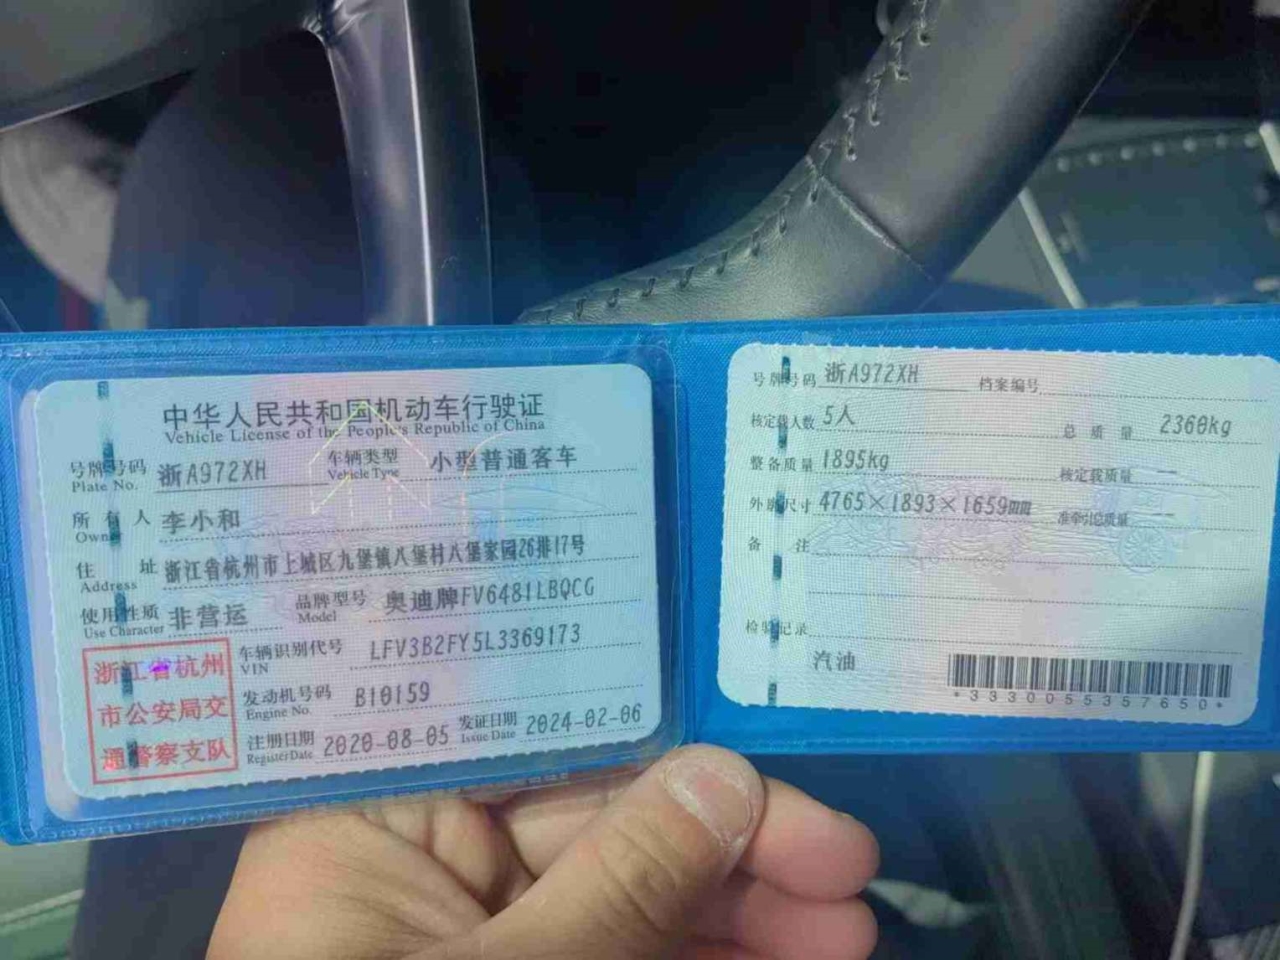 中华人民共和国机动车行驶证
Vehicle License of the People's Republic of China
号牌号码 浙A972XH 车辆类型 小型普通客车
Plate No. Vehicle Type
所有人 李小和
Owner
住址 浙江省杭州市上城区九堡镇八堡村八堡家园26排17号
Address
使用性质 非营运 品牌型号 奥迪牌FV6481LBQCG
Use Character Model
浙江省杭州
市公安局交
通警察支队
车辆识别代号 LFV3B2FY5L3369173
VIN
发动机号码 B10159
Engine No.
注册日期 2020-08-05 发证日期 2024-02-06
Register Date Issue Date
号牌号码 浙A972XH 档案编号
核定载人数 5人 总质量 2360kg
整备质量 1895kg 核定载质量 --
外廓尺寸 4765×1893×1659mm 准牵引总质量 --
备注
检验记录
汽油
*3330055357650*